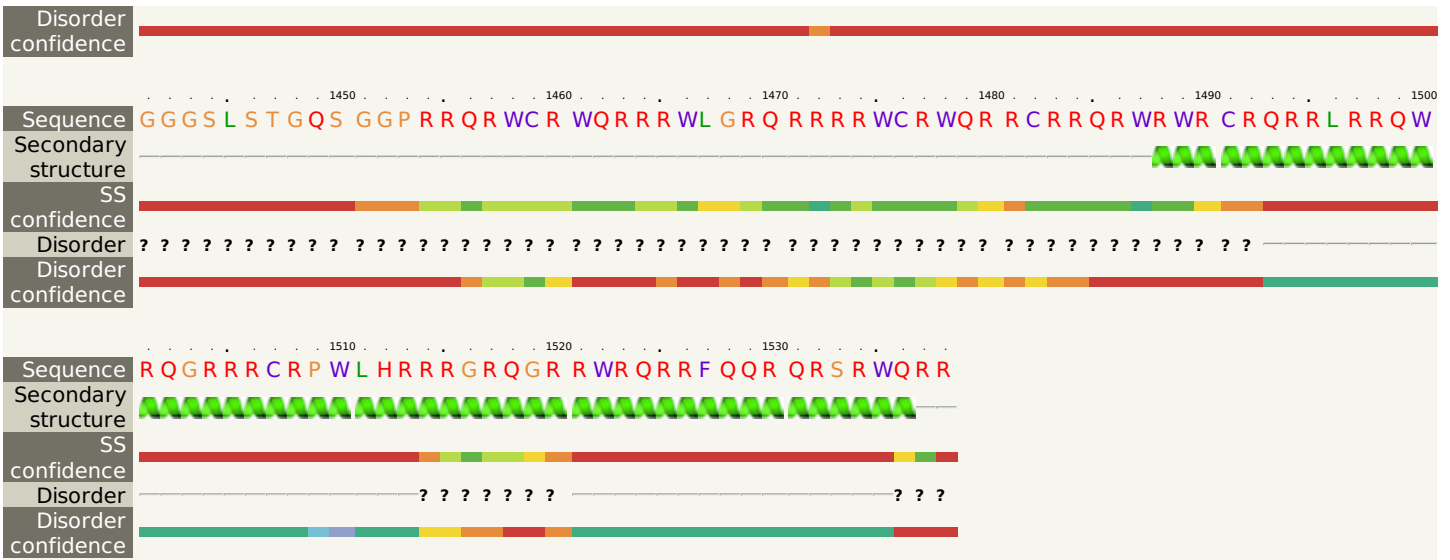 Disorder
confidence
1450 1460 1470 1480 1490 1500
Sequence GGGSLSTGQS GGPRRQRWCR WQRRRWLGRQ RRRRWCRWQR RCRRQRWRWR CRQRRLRRQW
Secondary
structure
SS
confidence
Disorder ? ? ? ? ? ? ? ? ? ? ? ? ? ? ? ? ? ? ? ? ? ? ? ? ? ? ? ? ? ? ? ? ? ? ? ? ? ? ? ? ? ? ? ? ? ? ? ? ? ? ? ?
Disorder
confidence
1510 1520 1530
Sequence RQGRRRCRPW LHRRRGRQGR RWRQRRFQQR QRSRWQRR
Secondary
structure
SS
confidence
Disorder ? ? ? ? ? ? ? ? ? ?
Disorder
confidence